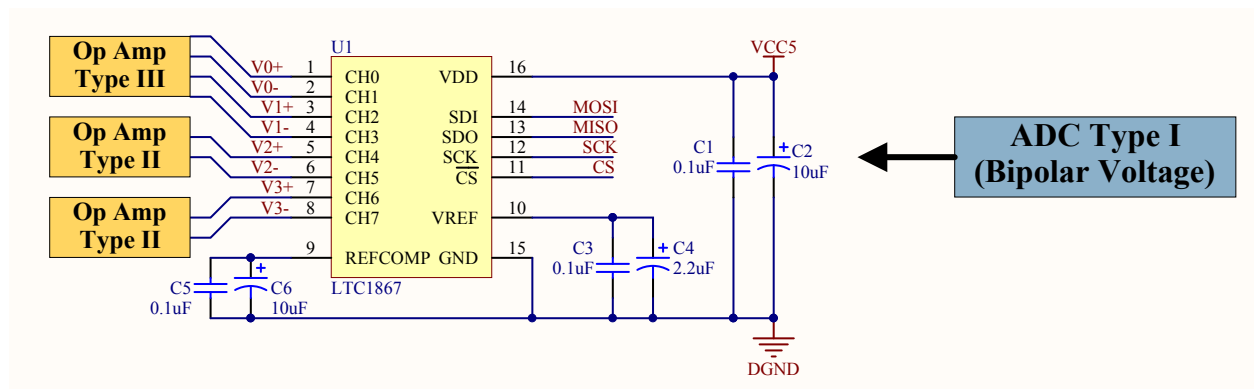 Op Amp
Type III
Op Amp
Type II
Op Amp
Type II
V0+
V0-
V1+
V1-
V2+
V2-
V3+
V3-
1
2
3
4
5
6
7
8
9
U1
CH0
CH1
CH2
CH3
CH4
CH5
CH6
CH7
REFCOMP
VDD
SDI
SDO
SCK
CS
VREF
GND
LTC1867
16
14
13
12
11
10
15
MOSI
MISO
SCK
CS
VCC5
C1
0.1uF
+
C2
10uF
C3
0.1uF
+
C4
2.2uF
C5
0.1uF
+
C6
10uF
DGND
ADC Type I
(Bipolar Voltage)